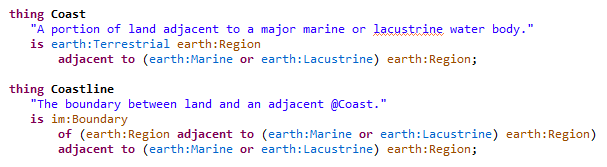 thing Coast
"A portion of land adjacent to a major marine or lacustrine water body."
is earth:Terrestrial earth:Region
adjacent to (earth:Marine or earth:Lacustrine) earth:Region;
thing Coastline
"The boundary between land and an adjacent @Coast."
is im:Boundary
of (earth:Region adjacent to (earth:Marine or earth:Lacustrine) earth:Region)
adjacent to (earth:Marine or earth:Lacustrine) earth:Region;